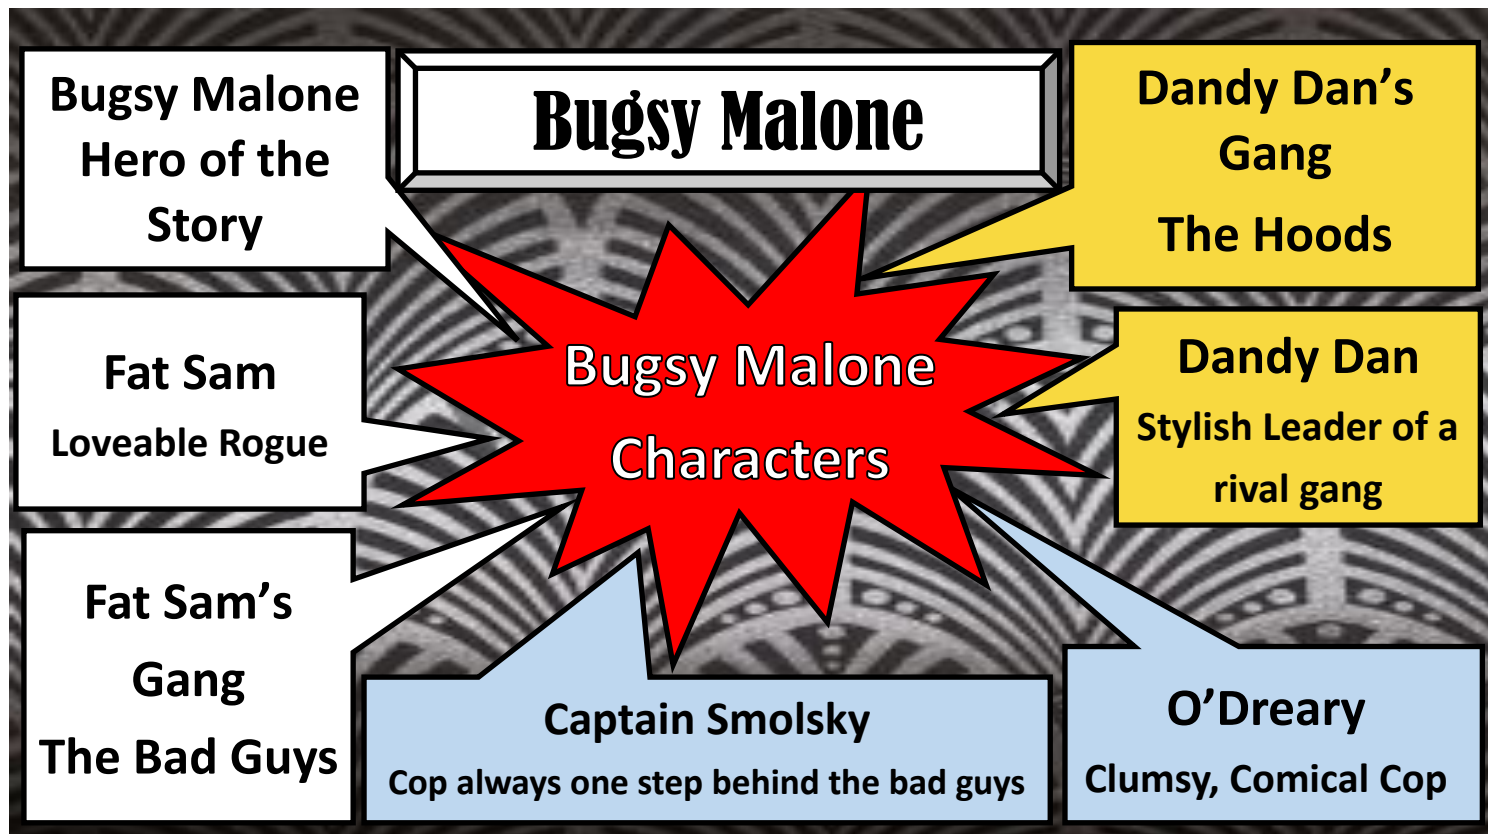 Bugsy Malone
Bugsy Malone
Hero of the
Story
Dandy Dan’s
Gang
The Hoods
Fat Sam
Loveable Rogue
Bugsy Malone
Characters
Dandy Dan
Stylish Leader of a
rival gang
Fat Sam’s
Gang
The Bad Guys
Captain Smolsky
Cop always one step behind the bad guys
O’Dreary
Clumsy, Comical Cop